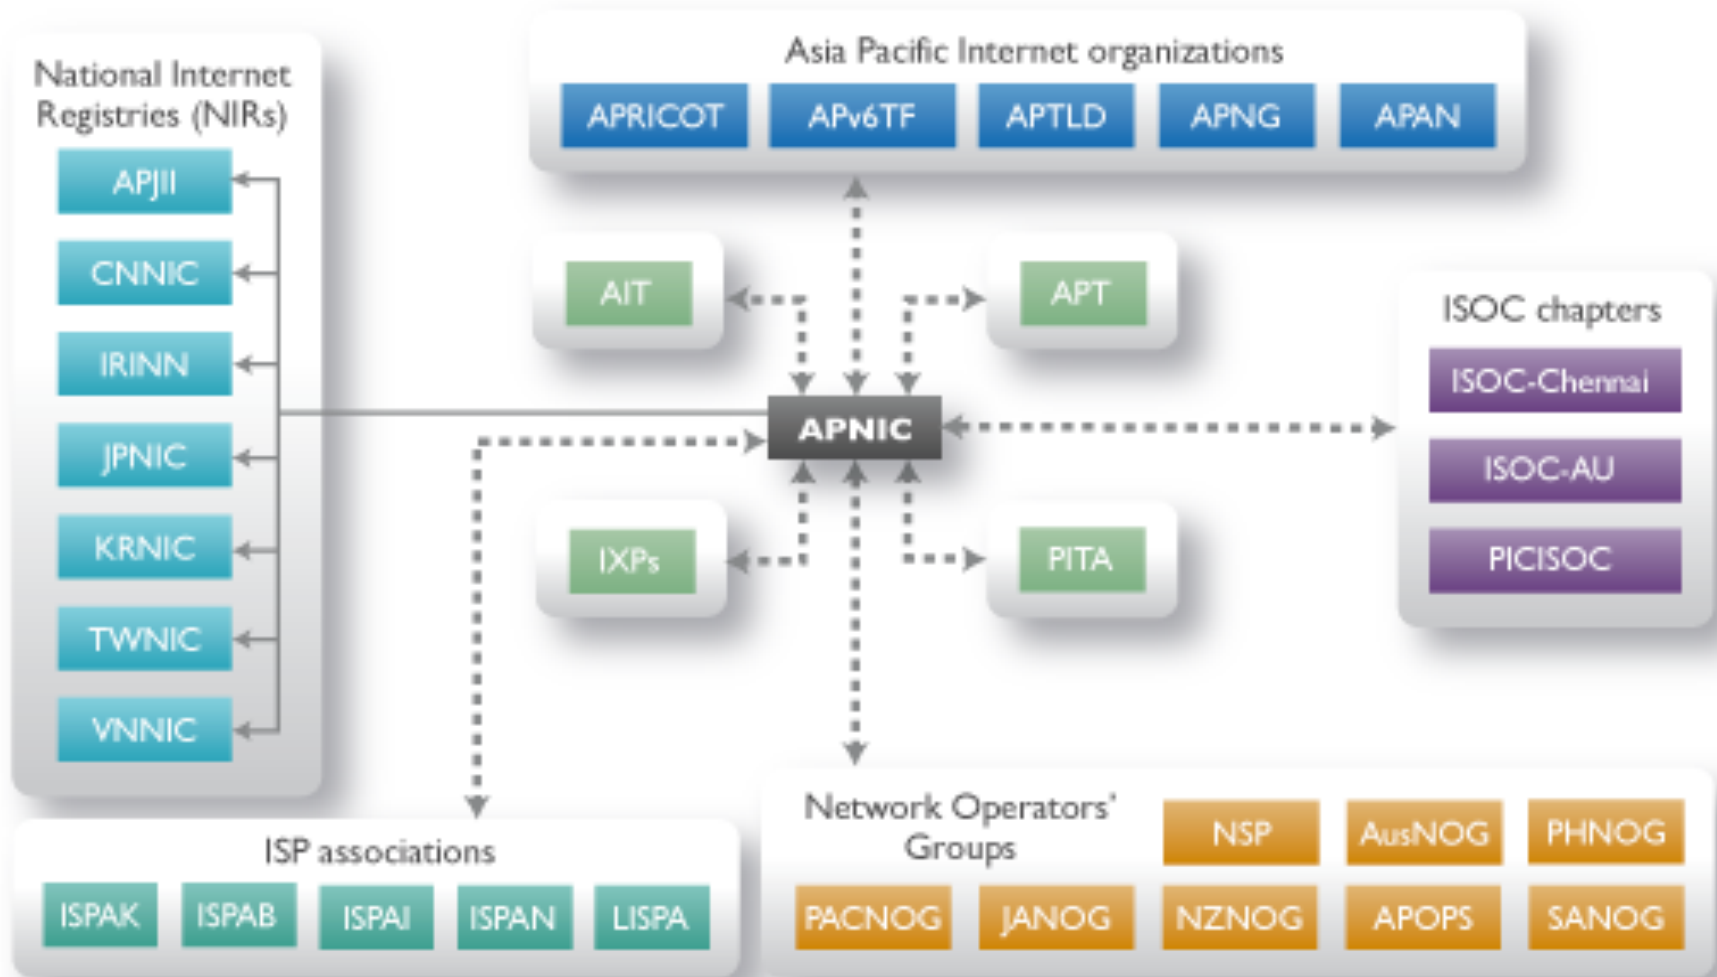 Asia Pacific Internet organizations
APRICOT
APv6TF
APTLD
APNG
APAN
National Internet
Registries (NIRs)
APJII
CNNIC
IRINN
JPNIC
KRNIC
TWNIC
VNNIC
AIT
APT
APNIC
IXPs
PITA
ISOC chapters
ISOC-Chennai
ISOC-AU
PICISOC
ISP associations
ISPAK
ISPAB
ISPAI
ISPAN
LISPA
Network Operators'
Groups
NSP
AusNOG
PHNOG
PACNOG
JANOG
NZNOG
APOPS
SANOG